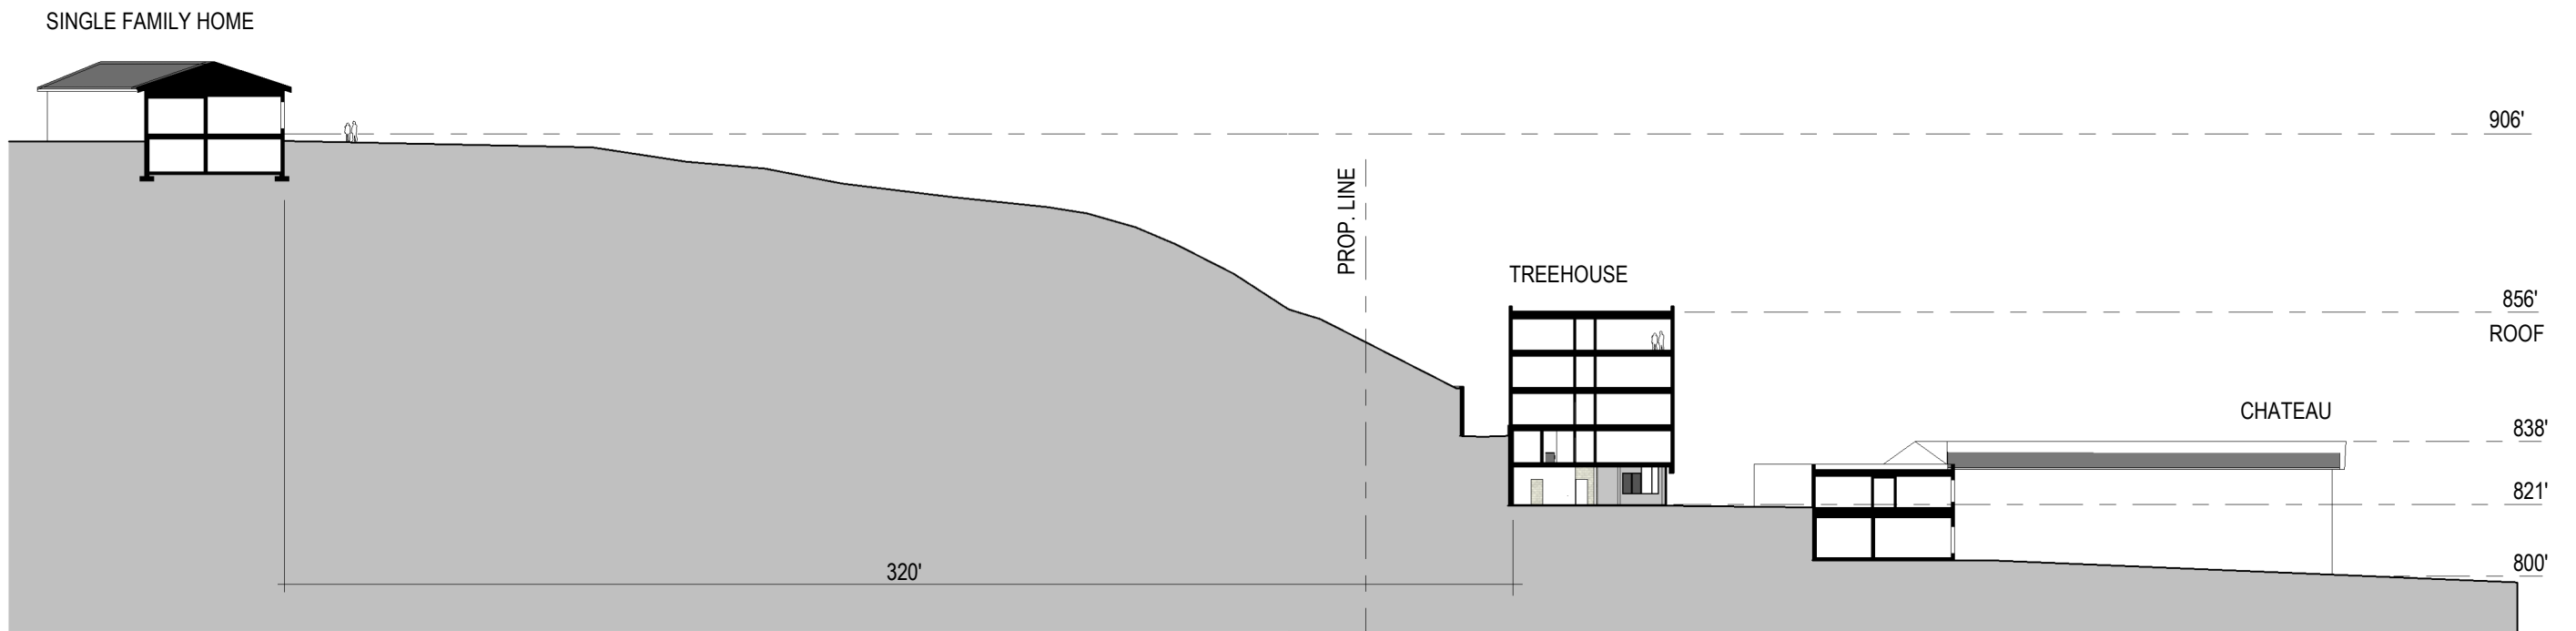 SINGLE FAMILY HOME
906'
PROP. LINE
TREEHOUSE
856'
ROOF
CHATEAU
838'
821'
800'
320'